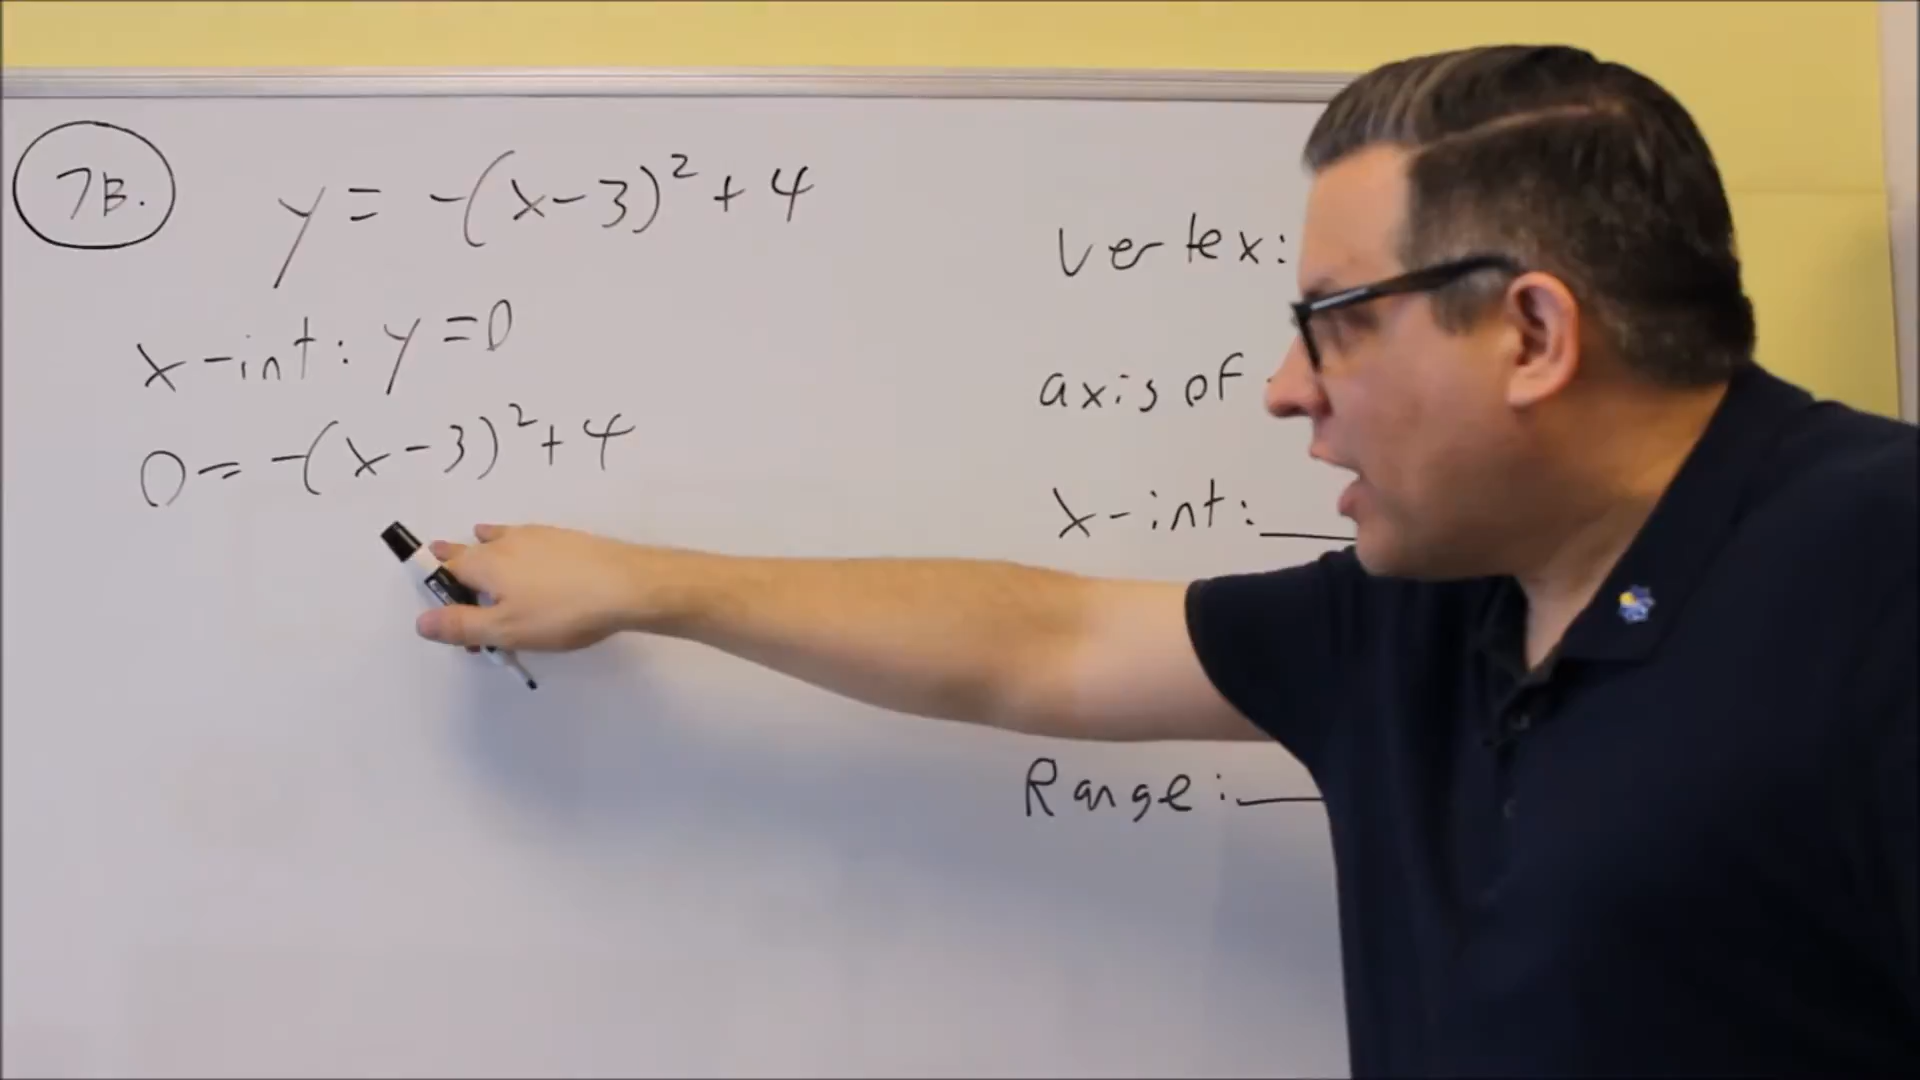 7B.
y = -(x-3)² + 4
x-int: y=0
0 = -(x-3)² + 4
vertex:
axis of
x-int:
Range: